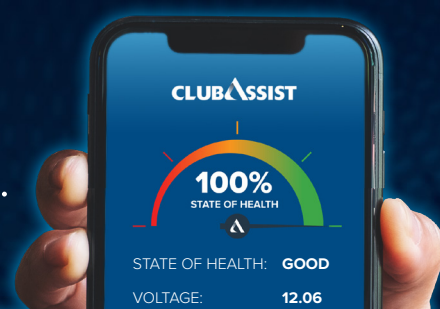 CLUBASSIST
100%
STATE OF HEALTH
STATE OF HEALTH: GOOD
VOLTAGE: 12.06